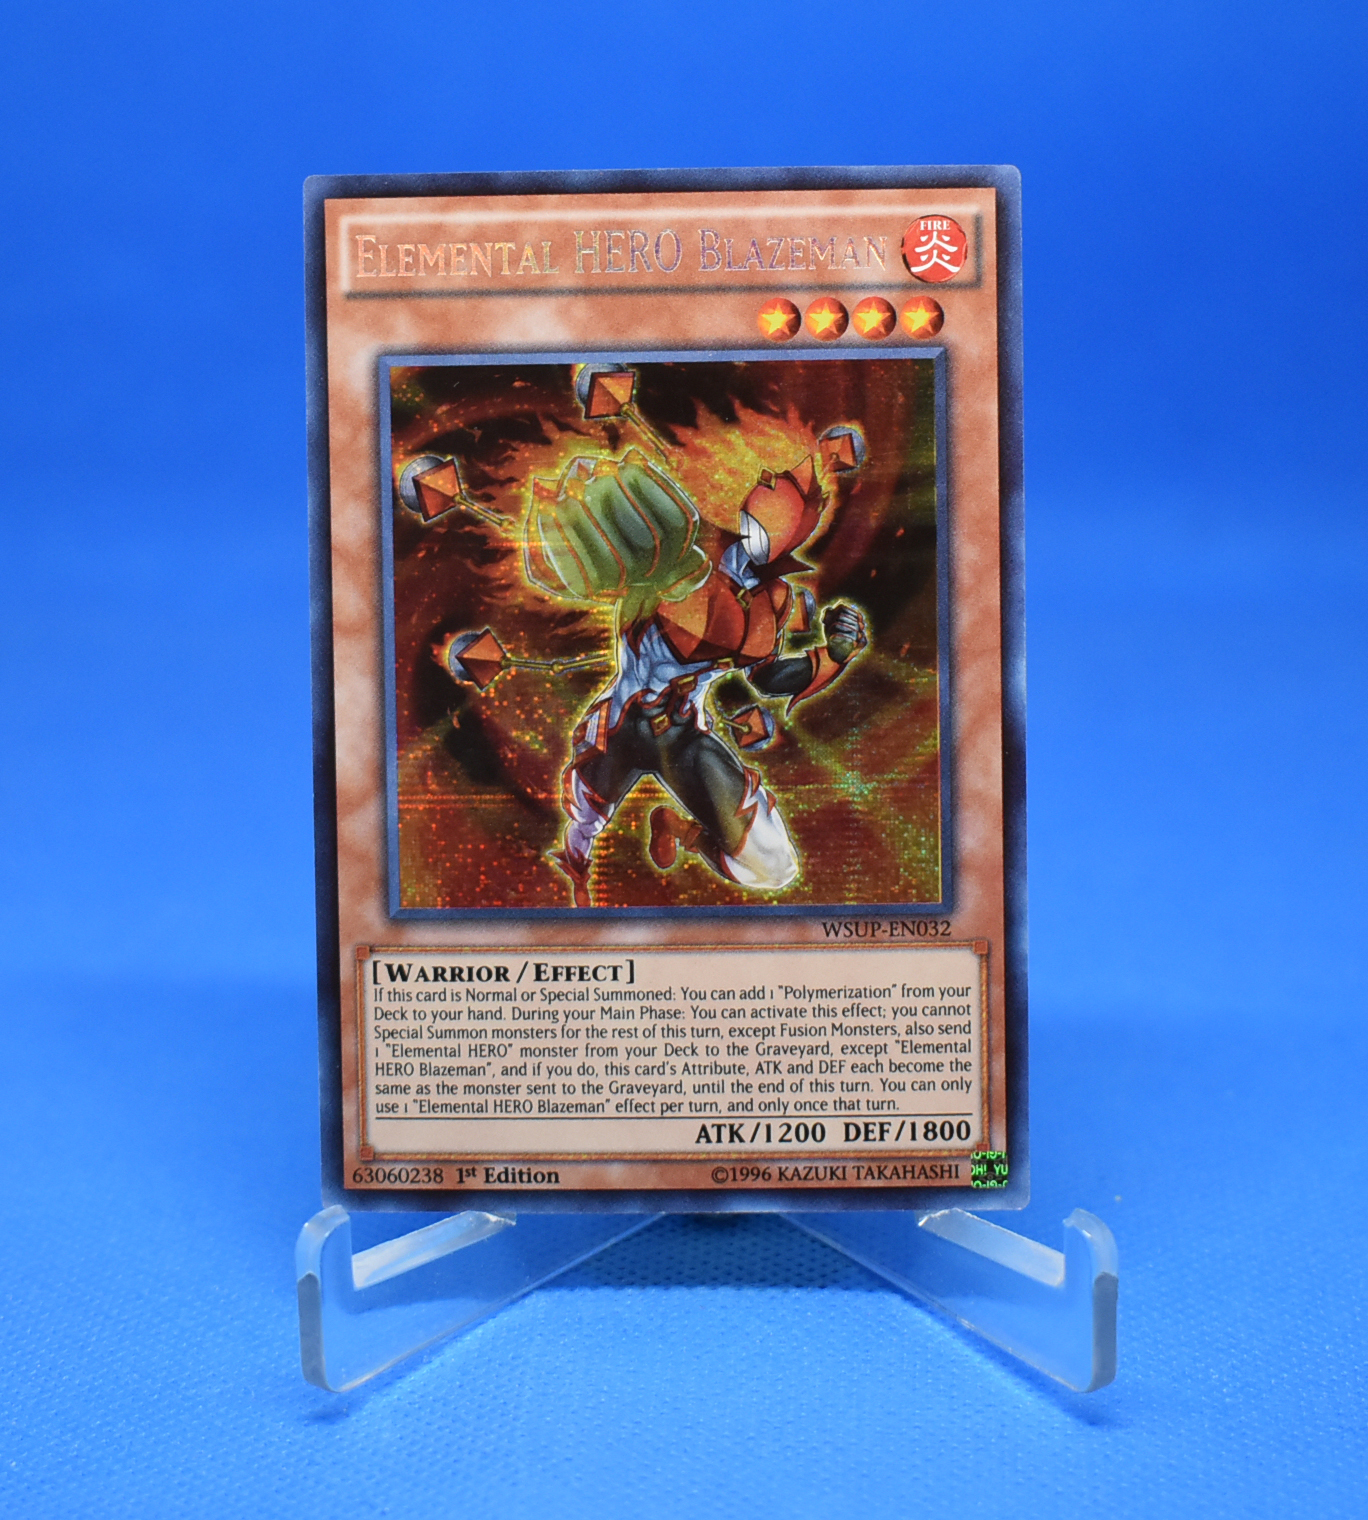 Elemental HERO Blazeman
FIRE
炎
WSUP-EN032
[Warrior/Effect]
If this card is Normal or Special Summoned: You can add 1 "Polymerization" from your
Deck to your hand. During your Main Phase: You can activate this effect; you cannot
Special Summon monsters for the rest of this turn, except Fusion Monsters, also send
1 "Elemental HERO" monster from your Deck to the Graveyard, except "Elemental
HERO Blazeman", and if you do, this card's Attribute, ATK and DEF each become the
same as the monster sent to the Graveyard, until the end of this turn. You can only
use 1 "Elemental HERO Blazeman" effect per turn, and only once that turn.
ATK/1200 DEF/1800
63060238 1st Edition ©1996 KAZUKI TAKAHASHI